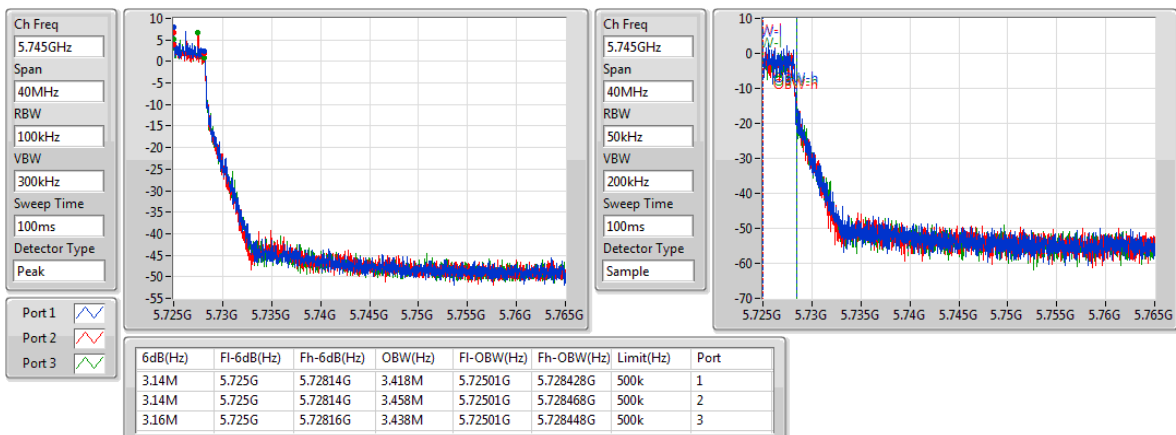 Ch Freq
5.745GHz
Span
40MHz
RBW
100kHz
VBW
300kHz
Sweep Time
100ms
Detector Type
Peak
10
5
0
-5
-10
-15
-20
-25
-30
-35
-40
-45
-50
-55
5.725G 5.73G 5.735G 5.74G 5.745G 5.75G 5.755G 5.76G 5.765G
Ch Freq
5.745GHz
Span
40MHz
RBW
50kHz
VBW
200kHz
Sweep Time
100ms
Detector Type
Sample
10
0
-10
-20
-30
-40
-50
-60
-70
5.725G 5.73G 5.735G 5.74G 5.745G 5.75G 5.755G 5.76G 5.765G
OBW-h
Port 1
Port 2
Port 3
6dB(Hz) Fl-6dB(Hz) Fh-6dB(Hz) OBW(Hz) Fl-OBW(Hz) Fh-OBW(Hz) Limit(Hz) Port
3.14M 5.725G 5.72814G 3.418M 5.72501G 5.728428G 500k 1
3.14M 5.725G 5.72814G 3.458M 5.72501G 5.728468G 500k 2
3.16M 5.725G 5.72816G 3.438M 5.72501G 5.728448G 500k 3